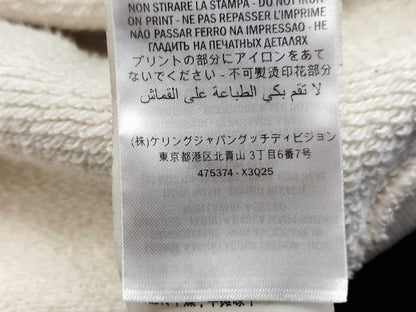 NON STIRARE LA STAMPA - DO NOT IRON
ON PRINT - NE PAS REPASSER L'IMPRIME
NÃO PASSAR FERRO NA IMPRESSAO - НЕ
ГЛАДИТЬ НА ПЕЧАТНЫХ ДЕТАЛЯХ
プリントの部分にアイロンをあて
ないでください - 不可熨烫印花部分
لا تقم بكي الطباعة على القماش
(株)ケリングジャパングッチディビジョン
東京都港区北青山3丁目6番7号
475374 - X3Q25